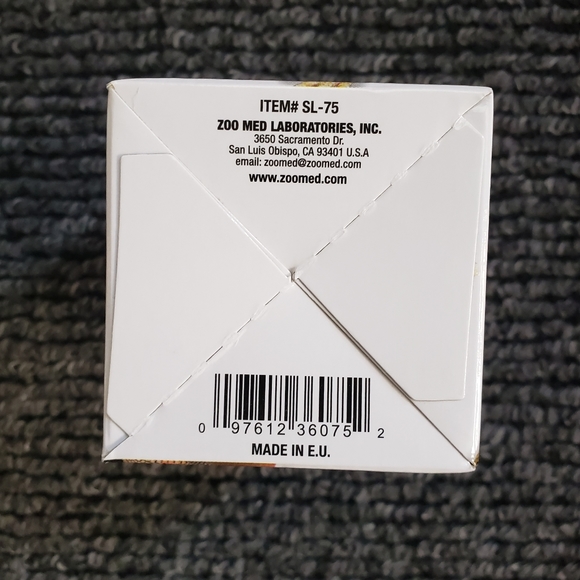 ITEM# SL-75
ZOO MED LABORATORIES, INC.
3650 Sacramento Dr.
San Luis Obispo, CA 93401 U.S.A
email: zoomed@zoomed.com
www.zoomed.com
0 97612 36075 2
MADE IN E.U.